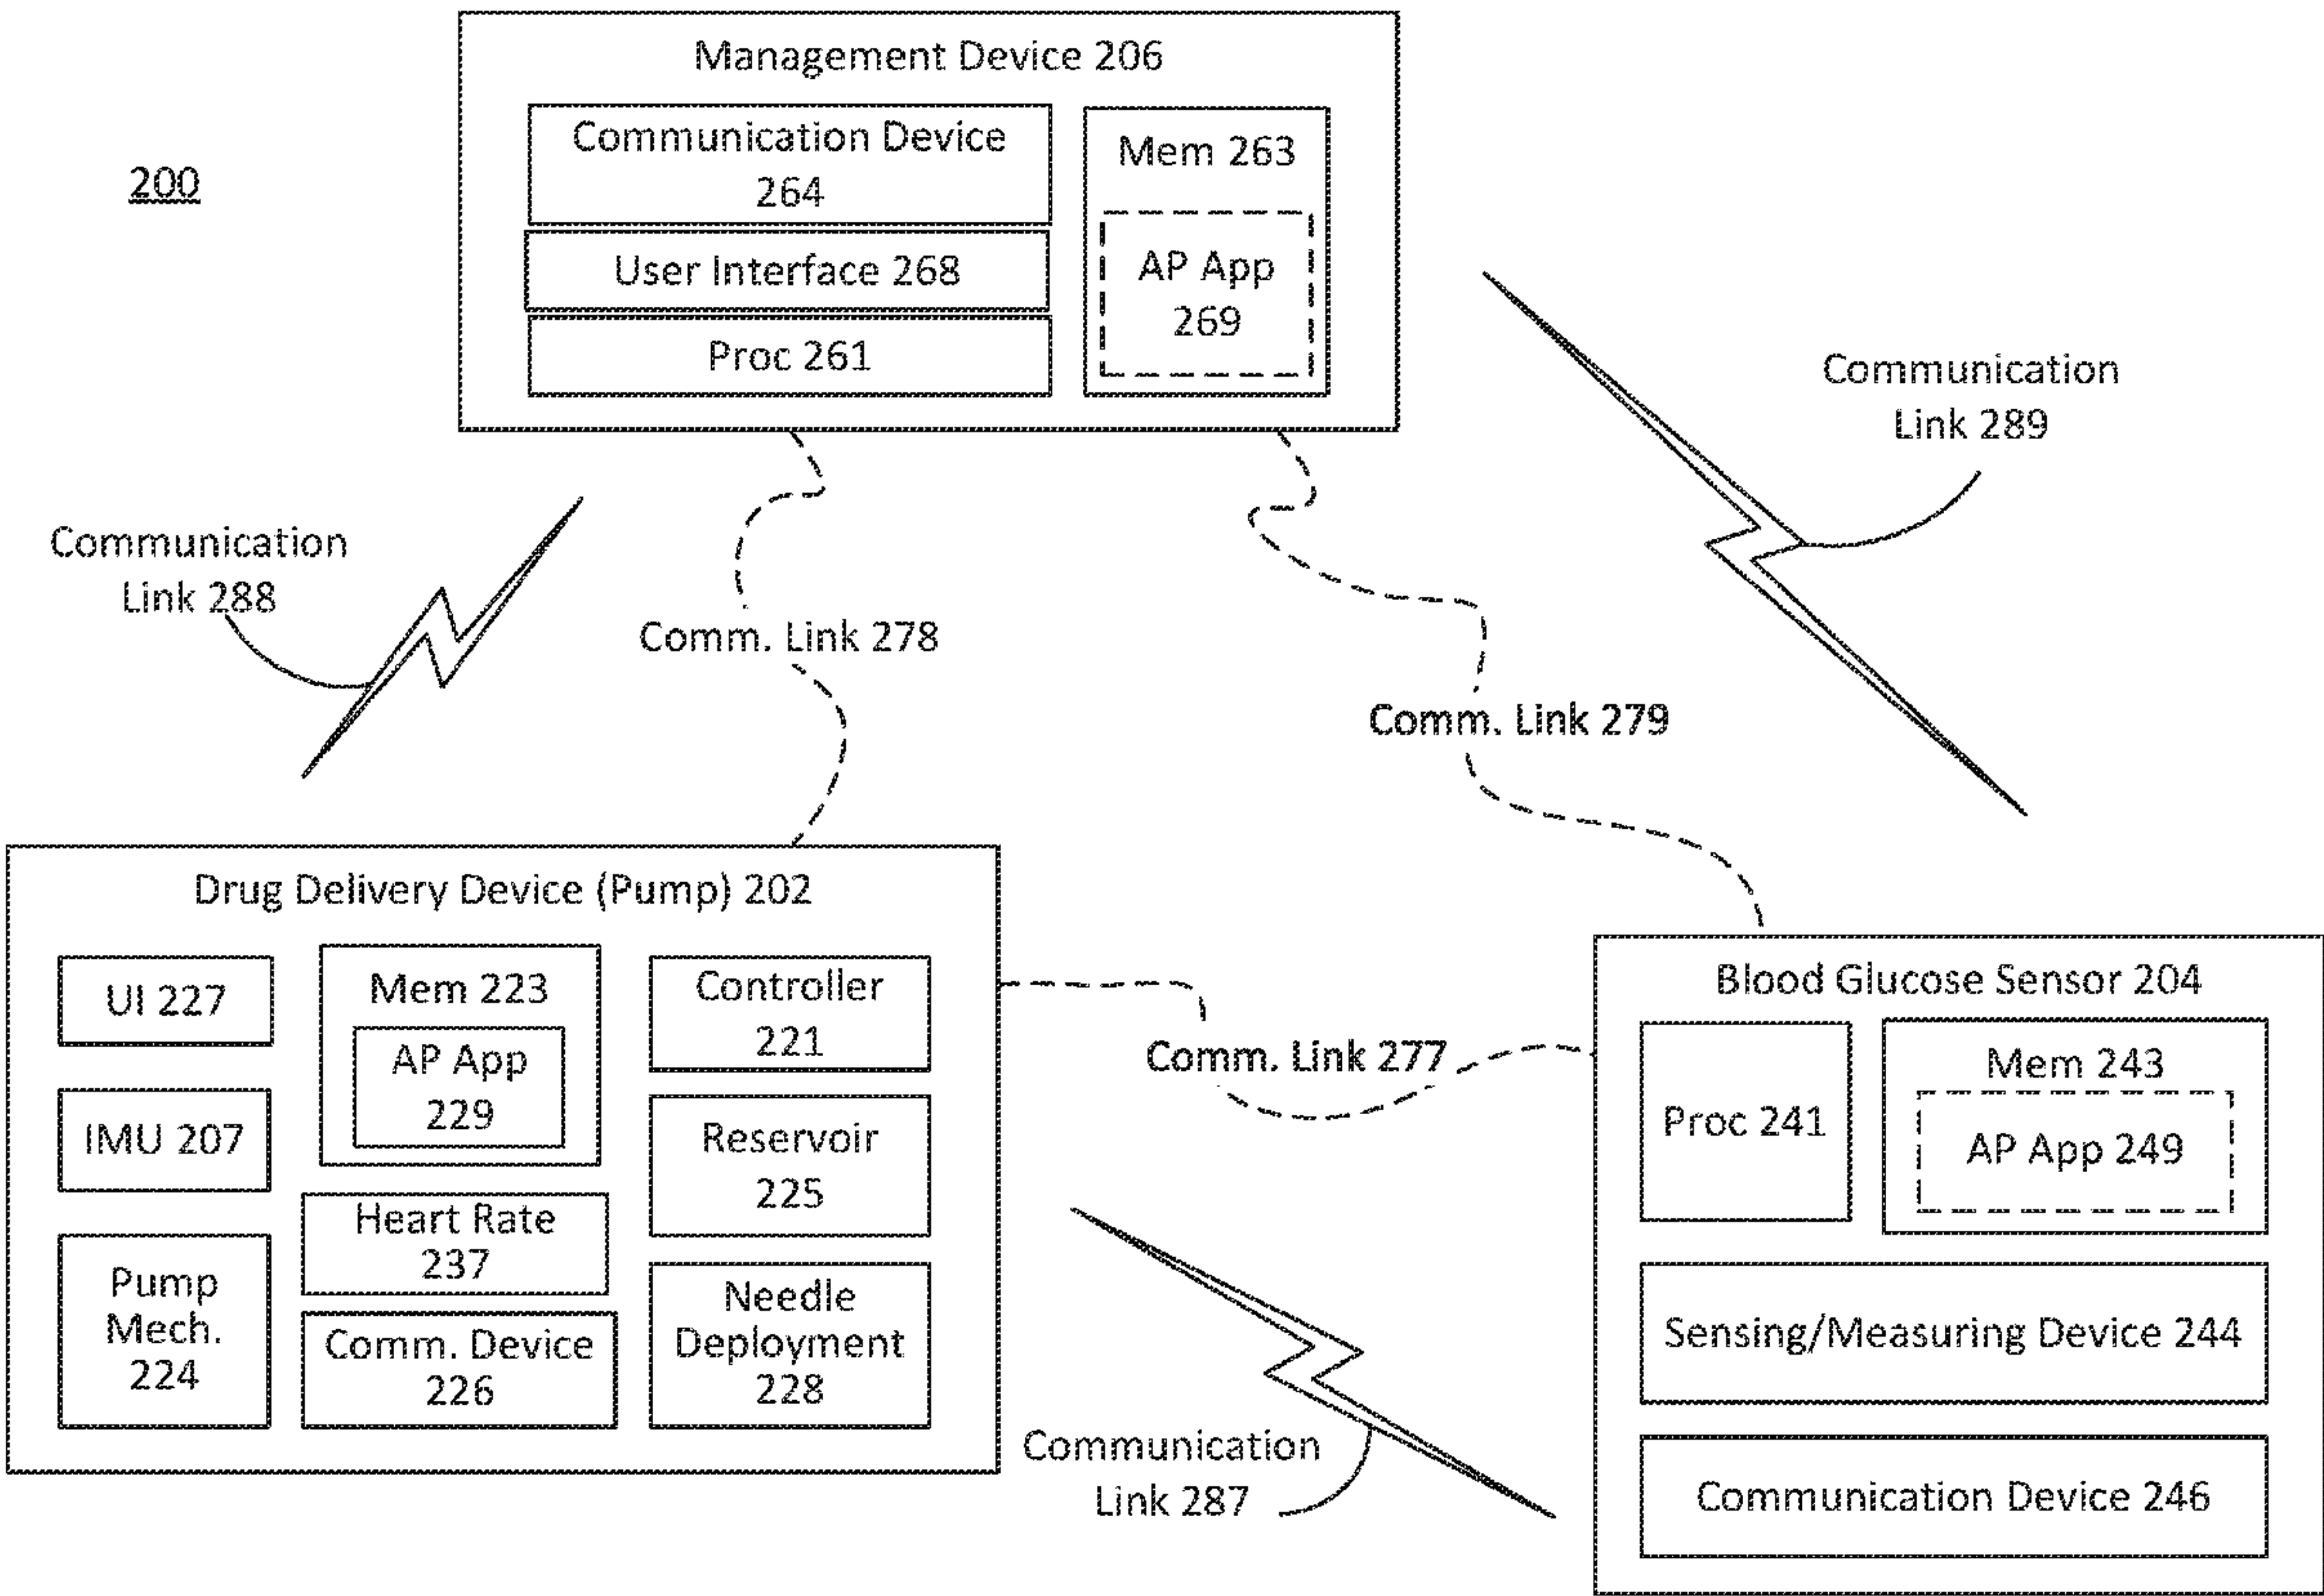 Management Device 206
Communication Device
264
User Interface 268
Proc 261
Mem 263
AP App
269
200
Communication
Link 289
Communication
Link 288
Comm. Link 278
Comm. Link 279
Drug Delivery Device (Pump) 202
UI 227
Mem 223
AP App
229
Controller
221
IMU 207
Reservoir
225
Heart Rate
237
Pump
Mech.
224
Comm. Device
226
Needle
Deployment
228
Comm. Link 277
Communication
Link 287
Blood Glucose Sensor 204
Proc 241
Mem 243
AP App 249
Sensing/Measuring Device 244
Communication Device 246